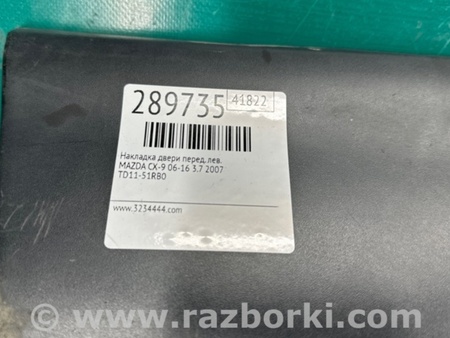 289735 41822
Накладка двери перед. лев.
MAZDA CX-9 06-16 3.7 2007
TD11-51RB0
www.3234444.com
www.razborki.com